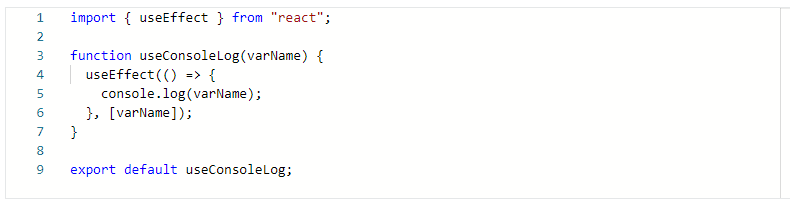 1 import { useEffect } from "react";
2
3 function useConsoleLog(varName) {
4   useEffect(() => {
5     console.log(varName);
6   }, [varName]);
7 }
8
9 export default useConsoleLog;